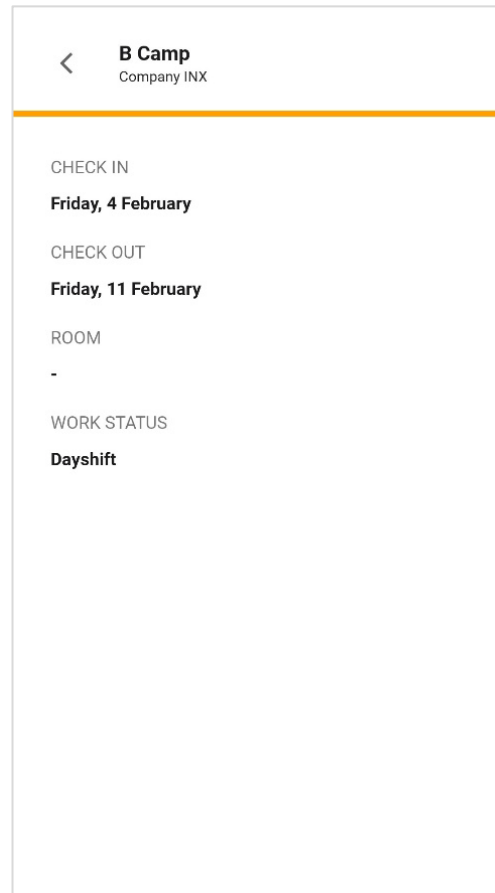 B Camp
Company INX
CHECK IN
Friday, 4 February
CHECK OUT
Friday, 11 February
ROOM
-
WORK STATUS
Dayshift